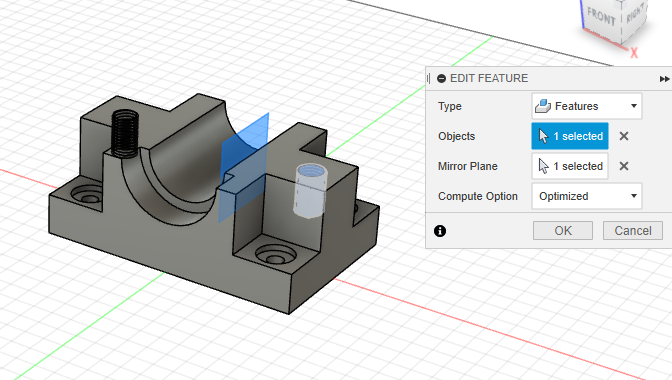 FRONT
RIGHT
X
EDIT FEATURE
Type Features
Objects 1 selected
Mirror Plane 1 selected
Compute Option Optimized
OK Cancel